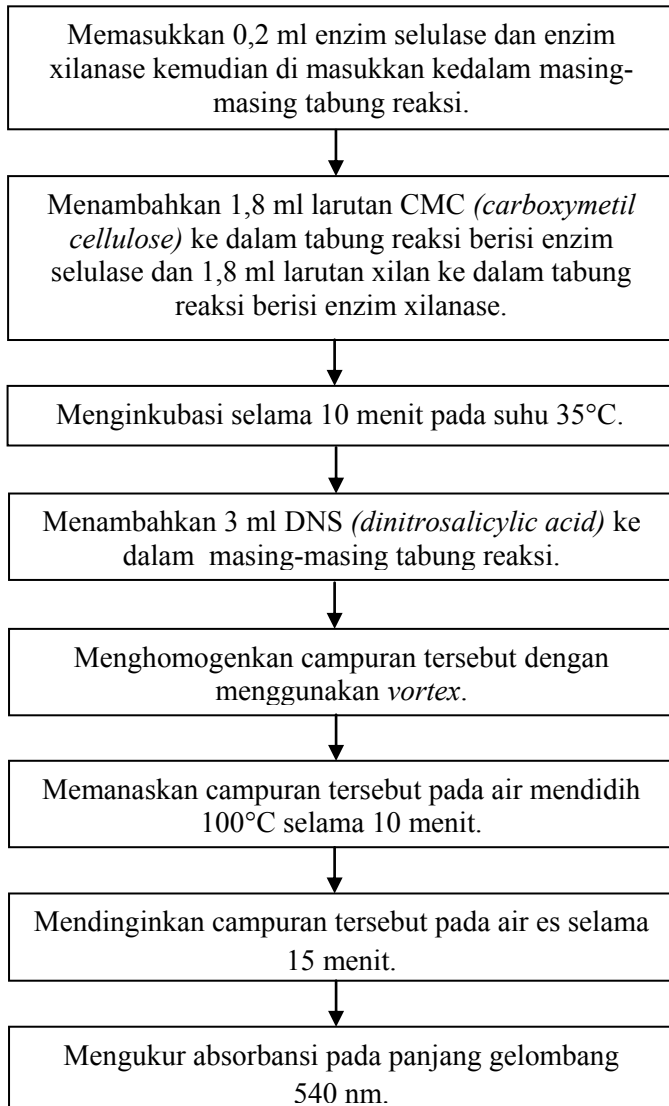 Memasukkan 0,2 ml enzim selulase dan enzim
xilanase kemudian di masukkan kedalam masing-
masing tabung reaksi.
Menambahkan 1,8 ml larutan CMC (carboxymetil
cellulose) ke dalam tabung reaksi berisi enzim
selulase dan 1,8 ml larutan xilan ke dalam tabung
reaksi berisi enzim xilanase.
Menginkubasi selama 10 menit pada suhu 35°C.
Menambahkan 3 ml DNS (dinitrosalicylic acid) ke
dalam masing-masing tabung reaksi.
Menghomogenkan campuran tersebut dengan
menggunakan vortex.
Memanaskan campuran tersebut pada air mendidih
100°C selama 10 menit.
Mendinginkan campuran tersebut pada air es selama
15 menit.
Mengukur absorbansi pada panjang gelombang
540 nm.